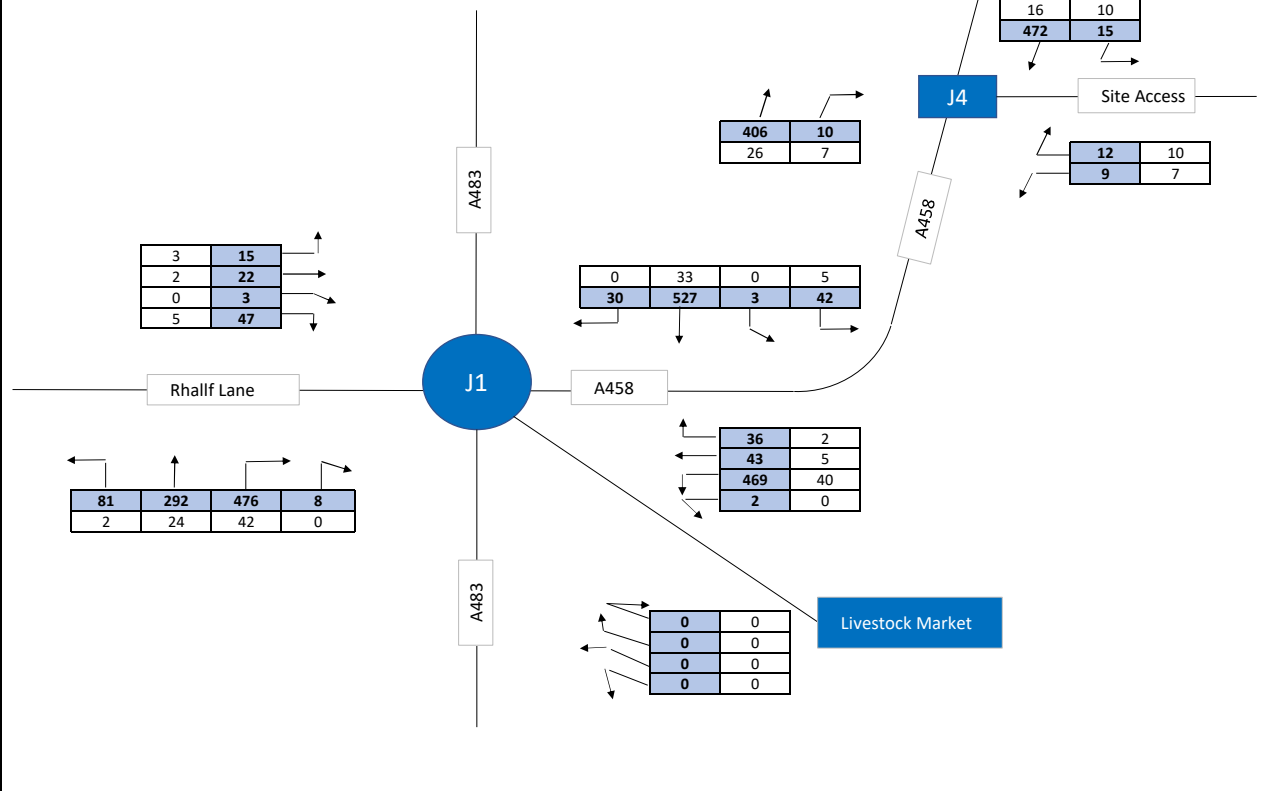 16 10
472 15
J4
Site Access
406 10
26 7
12 10
9 7
A483
A458
3 15
2 22
0 3
5 47
0 33 0 5
30 527 3 42
J1
Rhallf Lane
A458
36 2
43 5
469 40
2 0
81 292 476 8
2 24 42 0
A483
0 0
0 0
0 0
0 0
Livestock Market